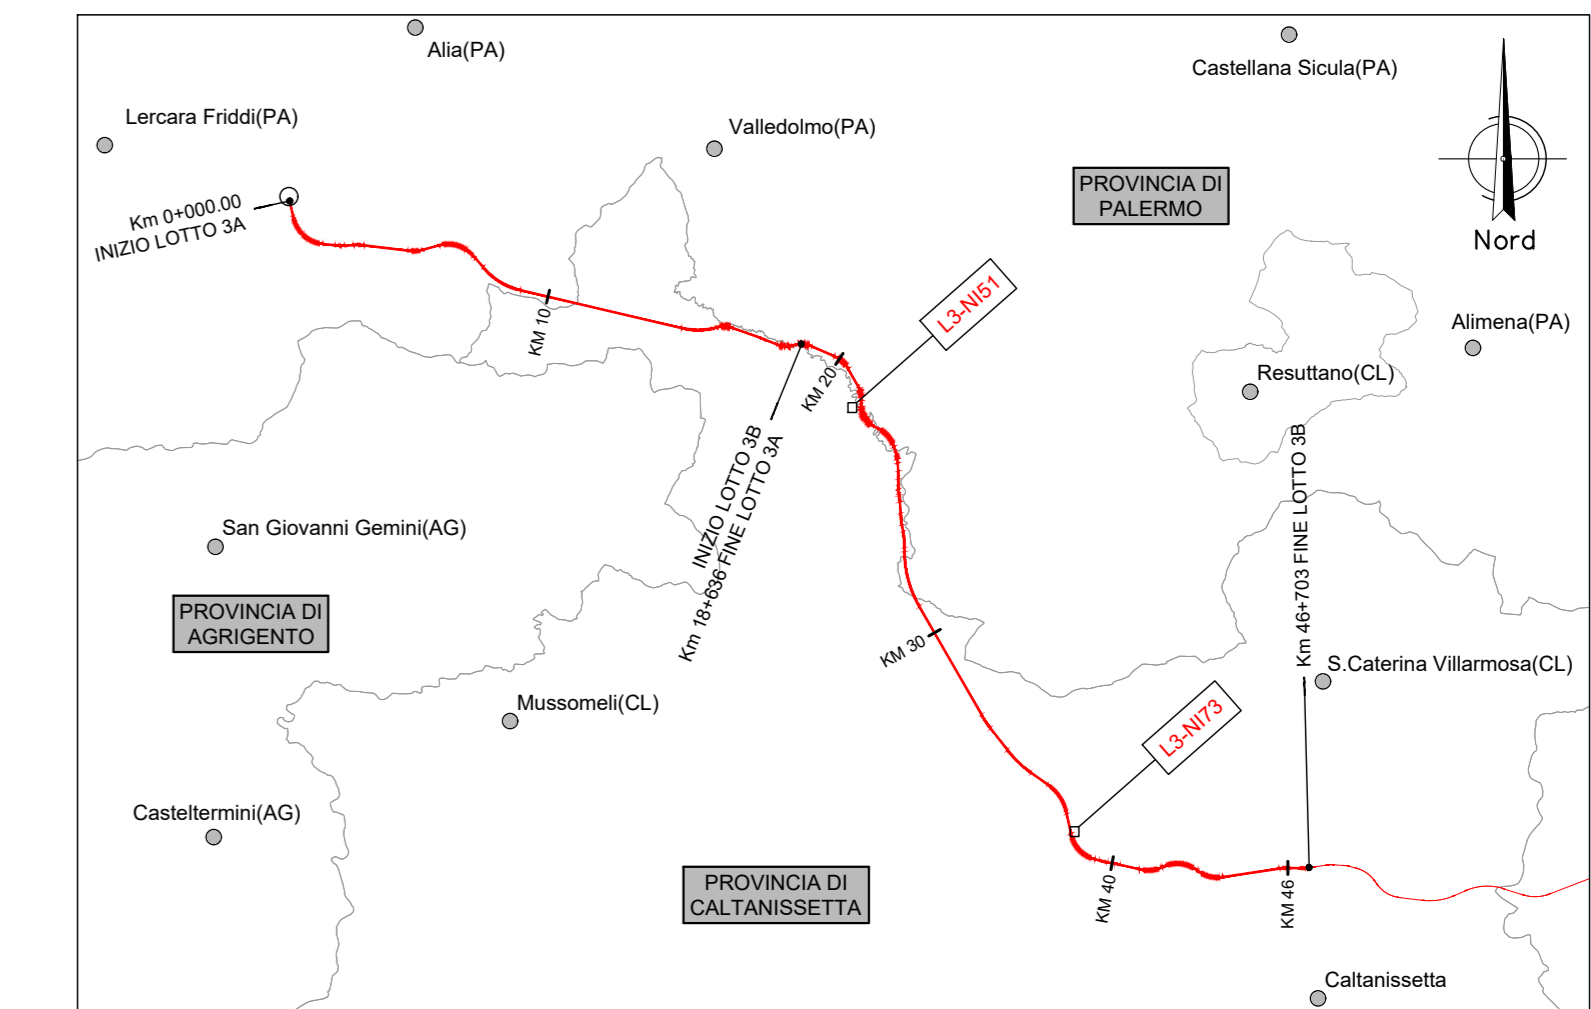 Alia(PA)
Castellana Sicula(PA)
Lercara Friddi(PA)
Valledolmo(PA)
PROVINCIA DI
PALERMO
Nord
Km 0+000.00
INIZIO LOTTO 3A
L3-NI51
KM 10
Alimena(PA)
KM 20
Resuttano(CL)
INIZIO LOTTO 3B
Km 18+636 FINE LOTTO 3A
Km 46+703 FINE LOTTO 3B
San Giovanni Gemini(AG)
PROVINCIA DI
AGRIGENTO
KM 30
S.Caterina Villarmosa(CL)
Mussomeli(CL)
L3-NI73
Casteltermini(AG)
PROVINCIA DI
CALTANISSETTA
KM 40
KM 46
Caltanissetta